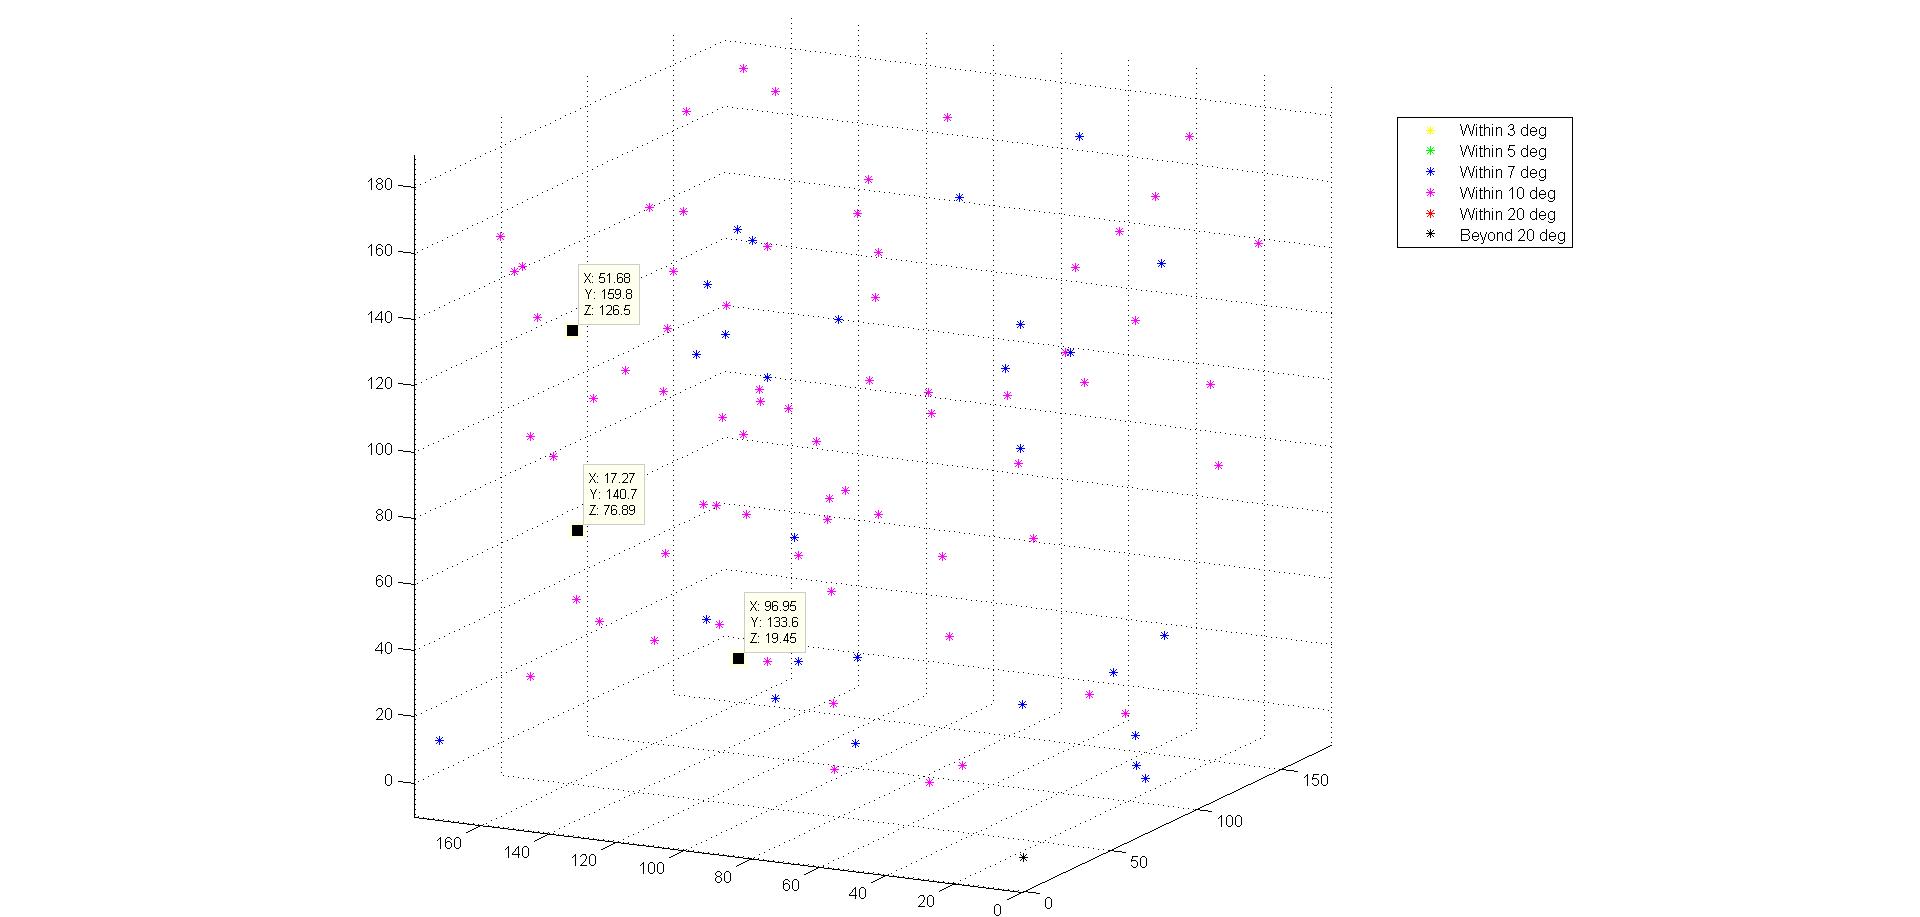 Within 3 deg
Within 5 deg
Within 7 deg
Within 10 deg
Within 20 deg
Beyond 20 deg
180
160
140
120
100
80
60
40
20
0
X: 51.68
Y: 159.8
Z: 126.5
X: 17.27
Y: 140.7
Z: 76.89
X: 96.95
Y: 133.6
Z: 19.45
160
140
120
100
80
60
40
20
0
0
50
100
150